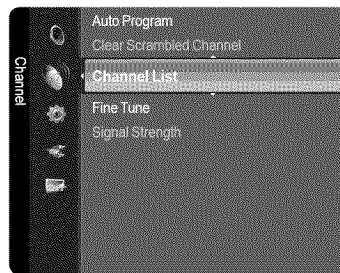 Channel
Auto Program
Clear Scrambled Channel
Channel List
Fine Tune
Signal Strength